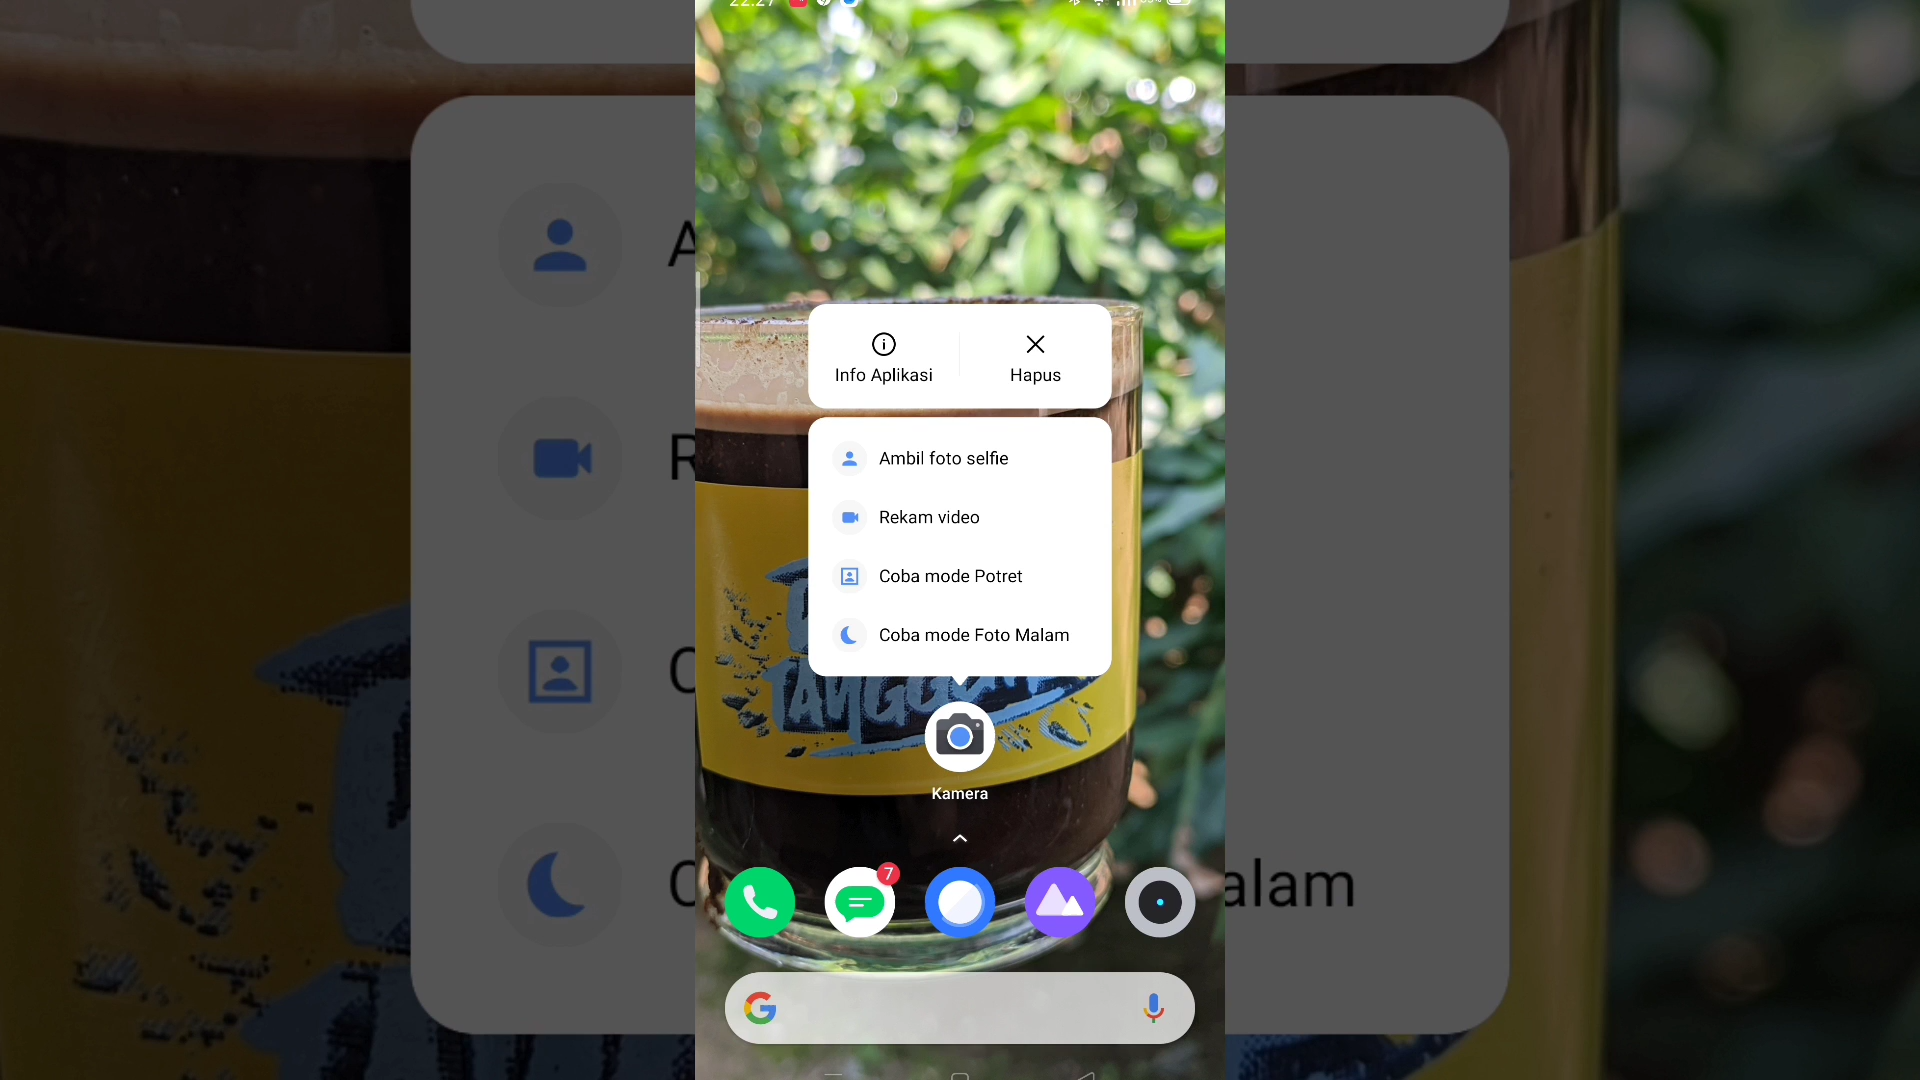 22.27
Info Aplikasi
Hapus
Ambil foto selfie
Rekam video
Coba mode Potret
Coba mode Foto Malam
Kamera
7
alam